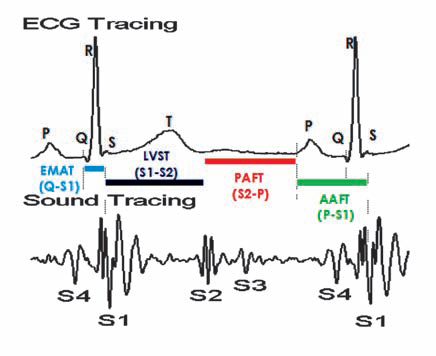 ECG Tracing
R R
P Q S T P Q S
EMAT LVST PAFT AAFT
(Q-S1) (S1-S2) (S2-P) (P-S1)
Sound Tracing
S4 S1 S2 S3 S4 S1